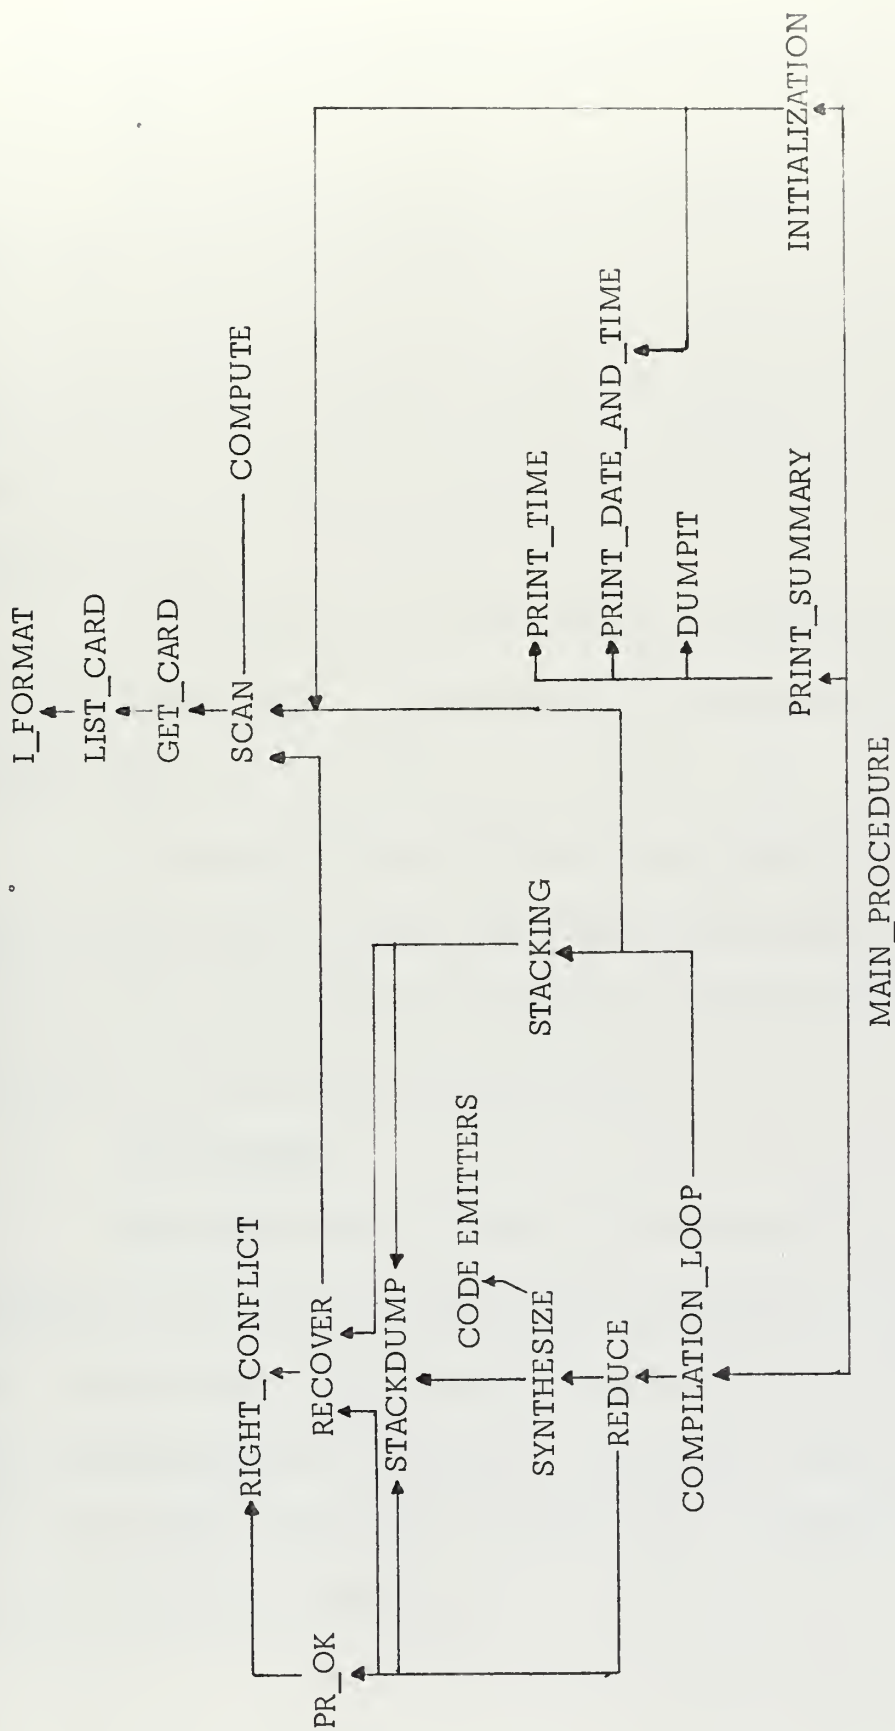 I_FORMAT
LIST_CARD
GET_CARD
RIGHT_CONFLICT
SCAN
COMPUTE
PR_OK
RECOVER
STACKDUMP
CODE EMITTERS
SYNTHESIZE
STACKING
PRINT_TIME
REDUCE
PRINT_DATE_AND_TIME
COMPILATION_LOOP
DUMPIT
PRINT_SUMMARY
INITIALIZATION
MAIN_PROCEDURE